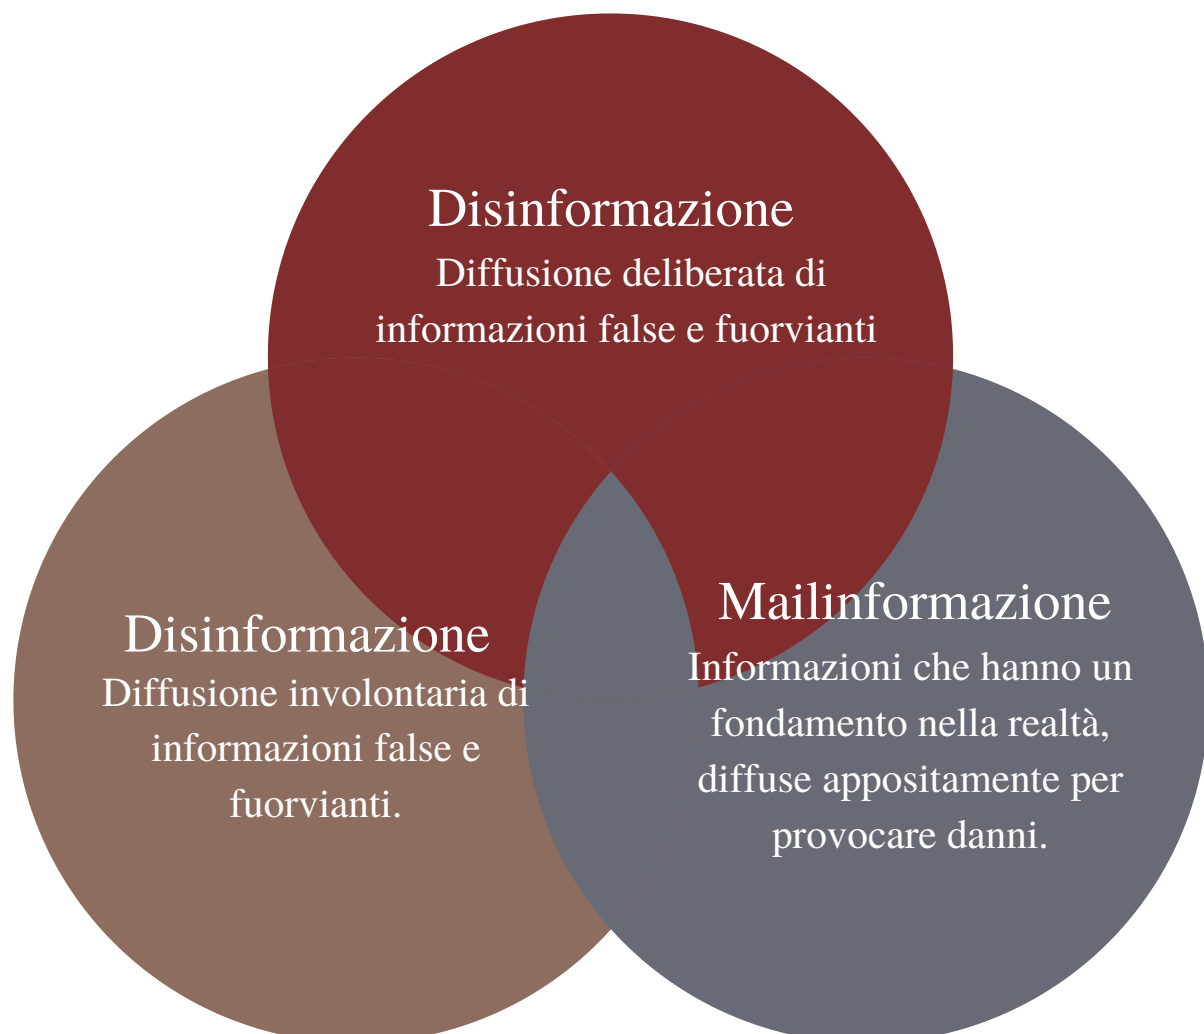 Disinformazione
Diffusione deliberata di
informazioni false e fuorvianti
Disinformazione
Diffusione involontaria di
informazioni false e
fuorvianti.
Mailinformazione
Informazioni che hanno un
fondamento nella realtà,
diffuse appositamente per
provocare danni.